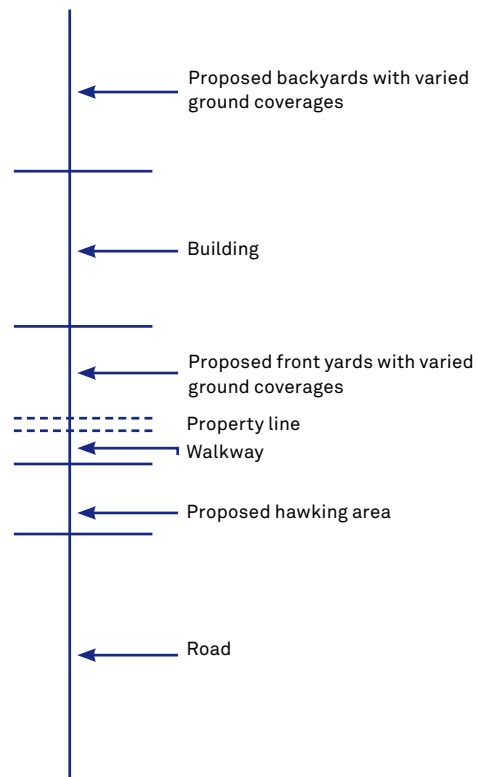 Proposed backyards with varied
ground coverages
Building
Proposed front yards with varied
ground coverages
Property line
Walkway
Proposed hawking area
Road